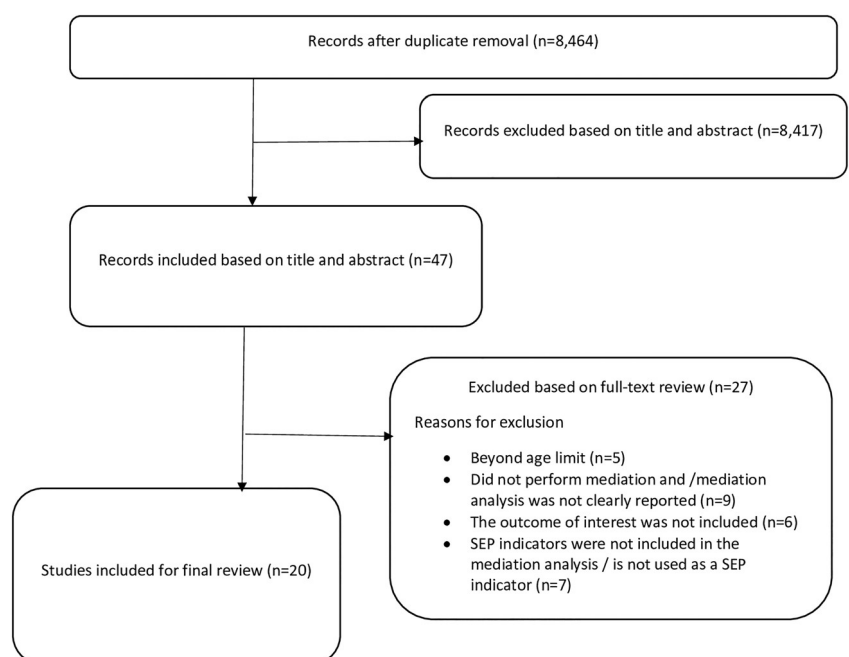 Records after duplicate removal (n=8,464)
Records excluded based on title and abstract (n=8,417)
Records included based on title and abstract (n=47)
Excluded based on full-text review (n=27)
Reasons for exclusion
• Beyond age limit (n=5)
• Did not perform mediation and /mediation
analysis was not clearly reported (n=9)
• The outcome of interest was not included (n=6)
• SEP indicators were not included in the
mediation analysis / is not used as a SEP
indicator (n=7)
Studies included for final review (n=20)